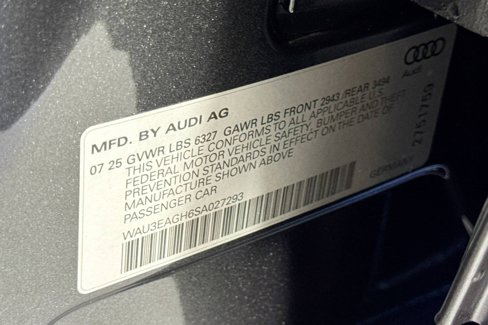 Audi
MFD. BY AUDI AG
07 25 GVWR LBS 6327 GAWR LBS FRONT 2943 /REAR 3494
THIS VEHICLE CONFORMS TO ALL APPLICABLE U.S.
FEDERAL MOTOR VEHICLE SAFETY, BUMPER AND THEFT
PREVENTION STANDARDS IN EFFECT ON THE DATE OF
MANUFACTURE SHOWN ABOVE
PASSENGER CAR
WAU3EAGH6SA027293
GERMANY
2761759